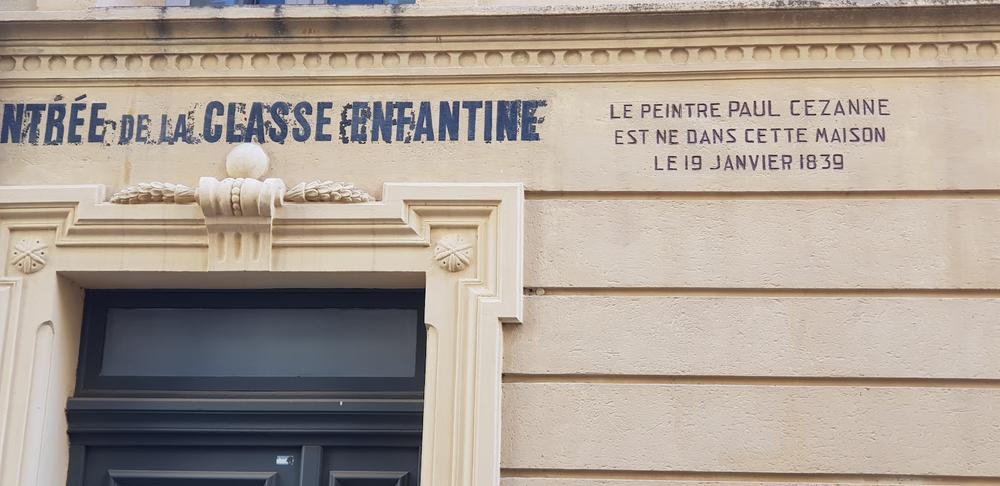 NTRÉE DE LA CLASSE ENFANTINE
LE PEINTRE PAUL CEZANNE
EST NE DANS CETTE MAISON
LE 19 JANVIER 1839